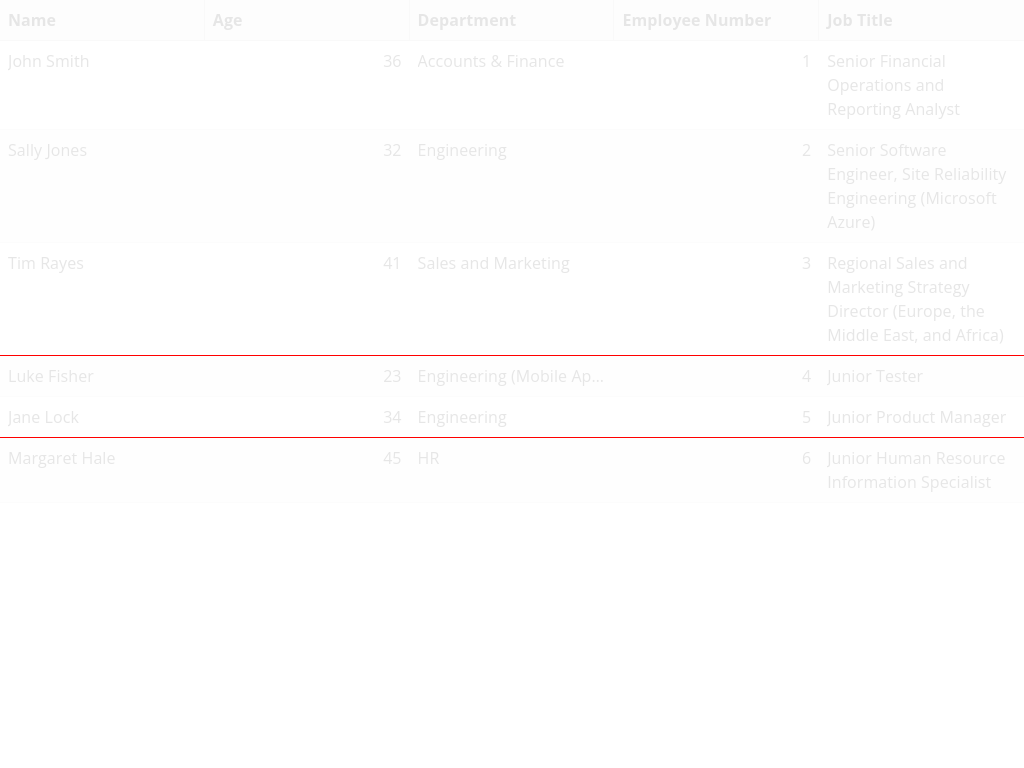 Name Age Department Employee Number Job Title
John Smith 36 Accounts & Finance 1 Senior Financial
Operations and
Reporting Analyst
Sally Jones 32 Engineering 2 Senior Software
Engineer, Site Reliability
Engineering (Microsoft
Azure)
Tim Rayes 41 Sales and Marketing 3 Regional Sales and
Marketing Strategy
Director (Europe, the
Middle East, and Africa)
Luke Fisher 23 Engineering (Mobile Ap... 4 Junior Tester
Jane Lock 34 Engineering 5 Junior Product Manager
Margaret Hale 45 HR 6 Junior Human Resource
Information Specialist